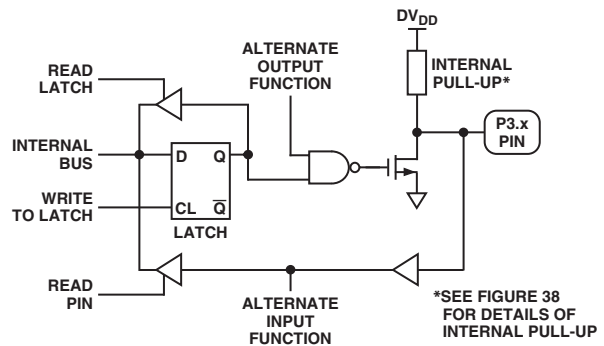 DVDD
ALTERNATE
OUTPUT
FUNCTION
INTERNAL
PULL-UP*
READ
LATCH
P3.x
PIN
INTERNAL
BUS
D Q
WRITE
TO LATCH
CL Q̅
LATCH
READ
PIN
ALTERNATE
INPUT
FUNCTION
*SEE FIGURE 38
FOR DETAILS OF
INTERNAL PULL-UP